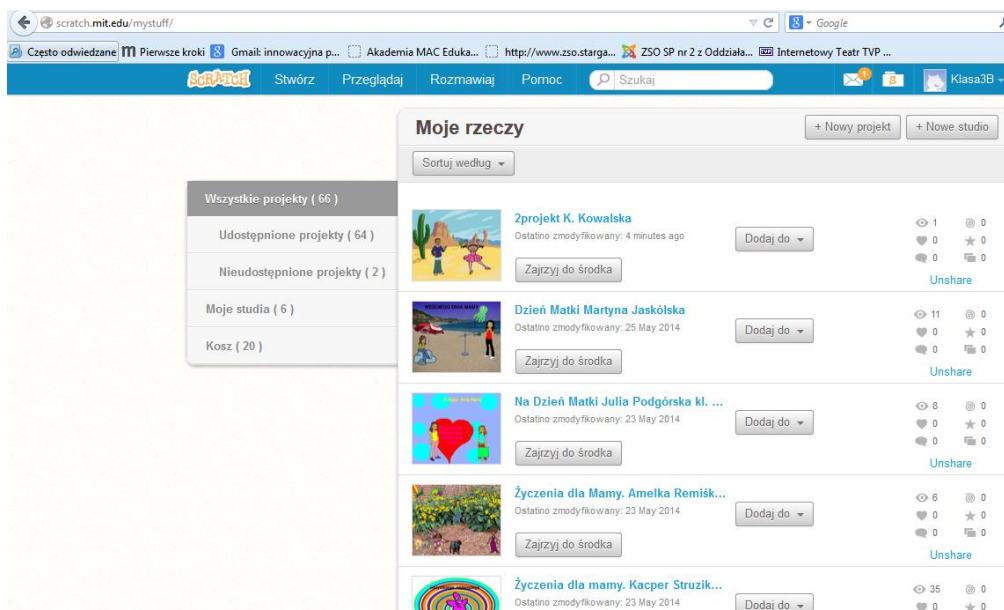 scratch.mit.edu/mystuff/
Google
Często odwiedzane Pierwsze kroki Gmail: innowacyjna p... Akademia MAC Eduka... http://www.zso.starga... ZSO SP nr 2 z Oddziała... Internetowy Teatr TVP ...
SCRATCH Stwórz Przeglądaj Rozmawiaj Pomoc Szukaj 1 Klasa3B
Moje rzeczy + Nowy projekt + Nowe studio
Sortuj według
Wszystkie projekty ( 66 )
Udostępnione projekty ( 64 )
Nieudostępnione projekty ( 2 )
Moje studia ( 6 )
Kosz ( 20 )
2projekt K. Kowalska
Ostatino zmodyfikowany: 4 minutes ago
Dodaj do
Zajrzyj do środka
1 0
0 0
0 0
Unshare
Dzień Matki Martyna Jaskólska
Ostatino zmodyfikowany: 25 May 2014
Dodaj do
Zajrzyj do środka
11 0
0 0
0 0
Unshare
Na Dzień Matki Julia Podgórska kl. ...
Ostatino zmodyfikowany: 23 May 2014
Dodaj do
Zajrzyj do środka
8 0
0 0
0 0
Unshare
Życzenia dla Mamy. Amelka Remiśk...
Ostatino zmodyfikowany: 23 May 2014
Dodaj do
Zajrzyj do środka
6 0
0 0
0 0
Unshare
Życzenia dla mamy. Kacper Struzik...
Ostatino zmodyfikowany: 23 May 2014
Dodaj do
35 0
0 0